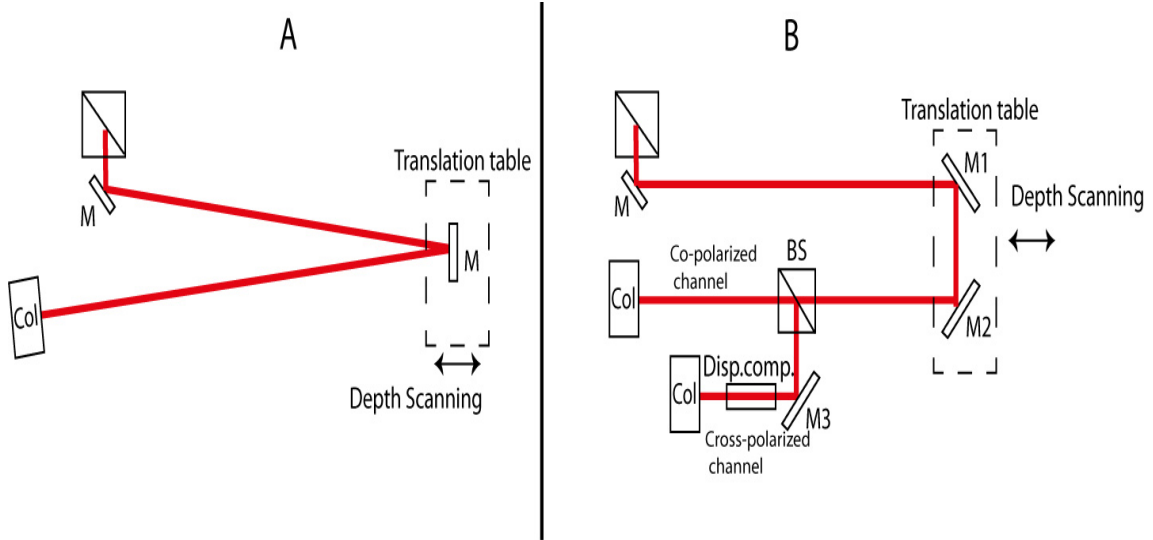 A
M
Translation table
M
Col
Depth Scanning
B
Translation table
M1
M
Depth Scanning
Co-polarized
channel
BS
Col
M2
Disp.comp.
Col
M3
Cross-polarized
channel